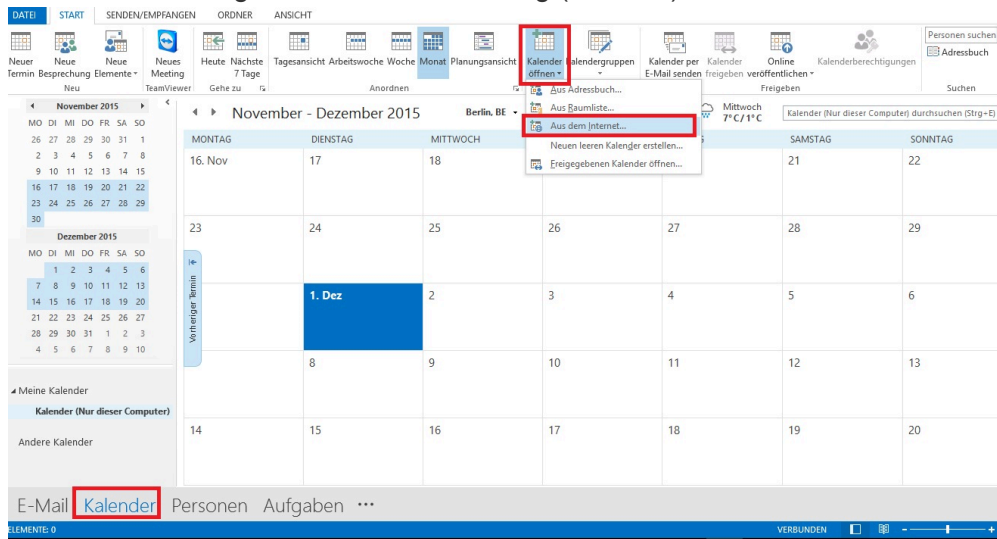 DATEI START SENDEN/EMPFANGEN ORDNER ANSICHT
Neuer Termin
Neue Besprechung
Neue Elemente
Neues Meeting
Heute
Nächste 7 Tage
Tagesansicht
Arbeitswoche
Woche
Monat
Planungsansicht
Kalender öffnen
Kalendergruppen
Kalender per E-Mail senden
Kalender freigeben
Online veröffentlichen
Kalenderberechtigungen
Personen suchen
Adressbuch
Neu TeamViewer Gehe zu Anordnen Freigeben Suchen
Aus Adressbuch...
Aus Raumliste...
Aus dem Internet...
Neuen leeren Kalender erstellen...
Freigegebenen Kalender öffnen...
November 2015
MO DI MI DO FR SA SO
26 27 28 29 30 31 1
2 3 4 5 6 7 8
9 10 11 12 13 14 15
16 17 18 19 20 21 22
23 24 25 26 27 28 29
30
Dezember 2015
MO DI MI DO FR SA SO
1 2 3 4 5 6
7 8 9 10 11 12 13
14 15 16 17 18 19 20
21 22 23 24 25 26 27
28 29 30 31 1 2 3
4 5 6 7 8 9 10
Meine Kalender
Kalender (Nur dieser Computer)
Andere Kalender
November - Dezember 2015 Berlin, BE Mittwoch 7°C/1°C Kalender (Nur dieser Computer) durchsuchen (Strg+E)
MONTAG DIENSTAG MITTWOCH SAMSTAG SONNTAG
16. Nov 17 18 21 22
23 24 25 26 27 28 29
1. Dez 2 3 4 5 6
8 9 10 11 12 13
14 15 16 17 18 19 20
Vorheriger Termin
E-Mail Kalender Personen Aufgaben ...
ELEMENTE: 0 VERBUNDEN